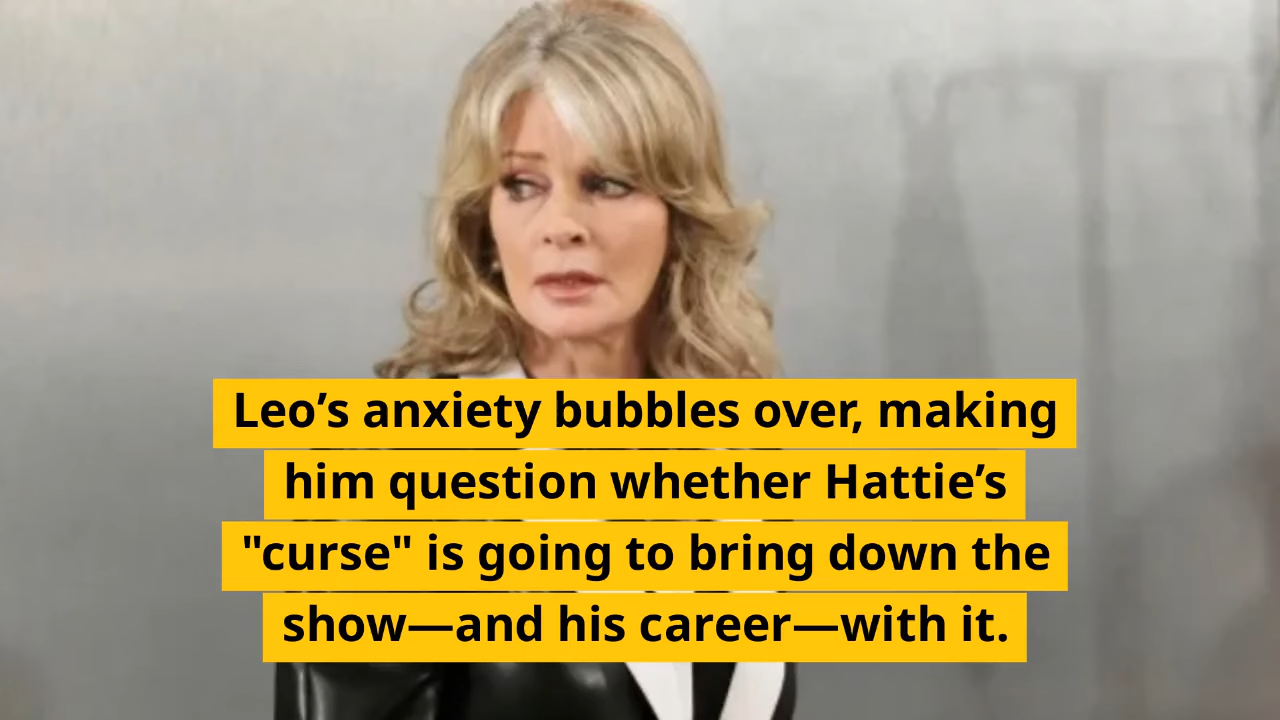 Leo’s anxiety bubbles over, making
him question whether Hattie’s
"curse" is going to bring down the
show—and his career—with it.